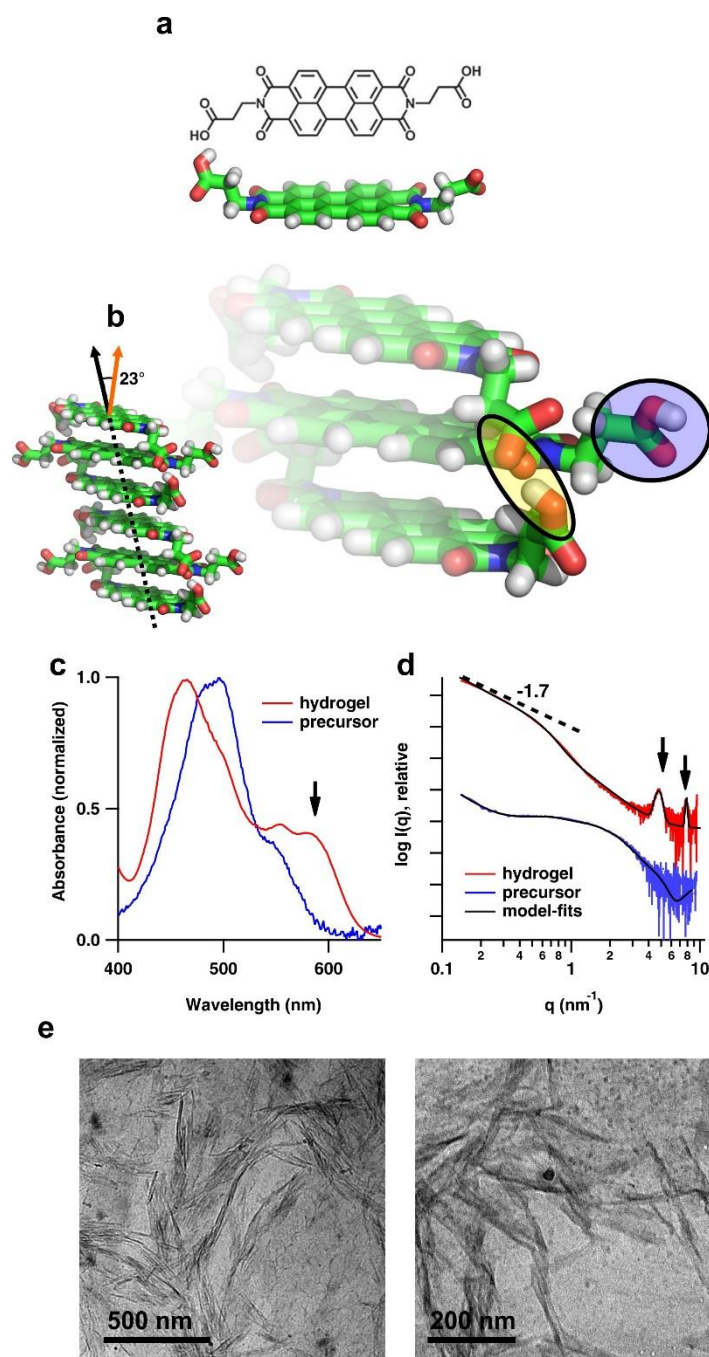 a
O
O
OH
O
N
N
O
HO
O
O
b
23°
c
d
1.0
0.5
0.0
Absorbance (normalized)
hydrogel
precursor
400
500
600
Wavelength (nm)
log I(q), relative
-1.7
hydrogel
precursor
model-fits
0.1
2
4
6
8
1
2
4
6
8
10
q (nm⁻¹)
e
500 nm
200 nm